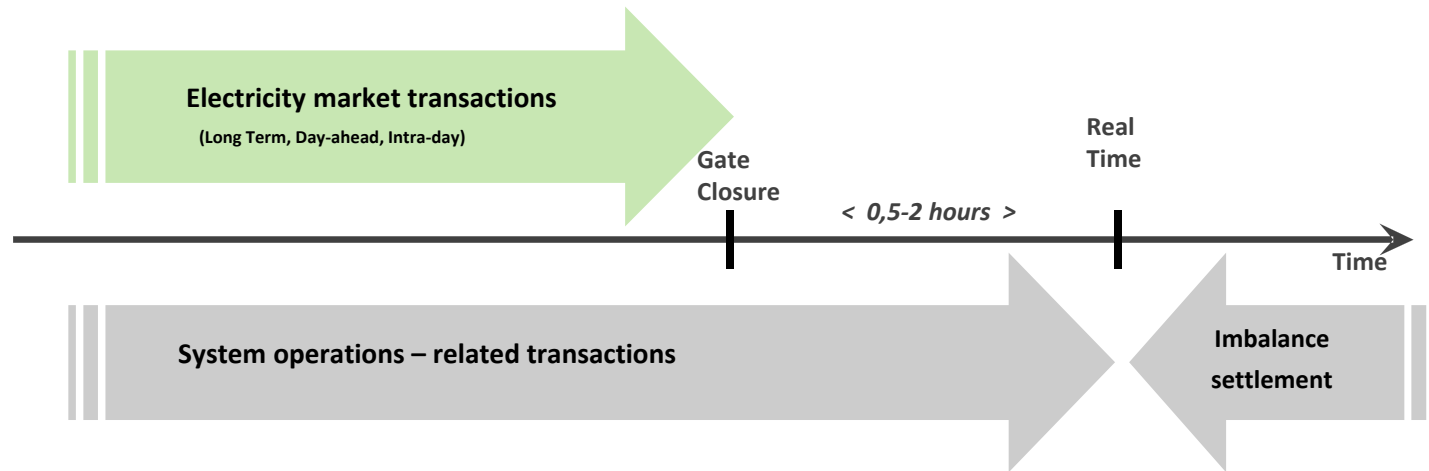 Electricity market transactions
(Long Term, Day-ahead, Intra-day)
Gate
Closure
Real
Time
< 0,5-2 hours >
Time
System operations – related transactions
Imbalance
settlement